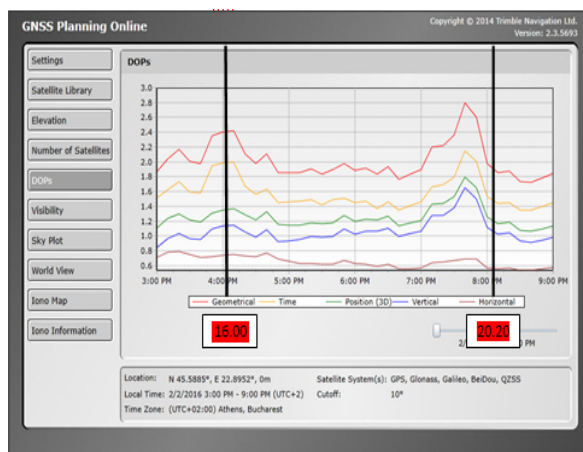 GNSS Planning Online
Copyright © 2014 Trimble Navigation Ltd.
Version: 2.3.5693
Settings
Satellite Library
Elevation
Number of Satellites
DOPs
Visibility
Sky Plot
World View
Iono Map
Iono Information
DOPs
3.0
2.8
2.6
2.4
2.2
2.0
1.8
1.6
1.4
1.2
1.0
0.8
0.6
3:00 PM 4:00 PM 5:00 PM 6:00 PM 7:00 PM 8:00 PM 9:00 PM
Geometrical Time Position (3D) Vertical Horizontal
16.00
20.20
PM
Location: N 45.5885°, E 22.8952°, 0m
Local Time: 2/2/2016 3:00 PM - 9:00 PM (UTC+2)
Time Zone: (UTC+02:00) Athens, Bucharest
Satellite System(s): GPS, Glonass, Galileo, BeiDou, QZSS
Cutoff: 10°